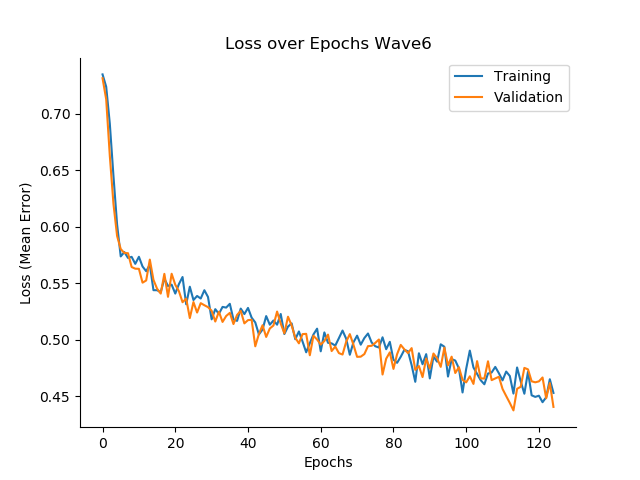 Loss over Epochs Wave6
Training
Validation
0.70
0.65
0.60
0.55
0.50
0.45
Loss (Mean Error)
0 20 40 60 80 100 120
Epochs